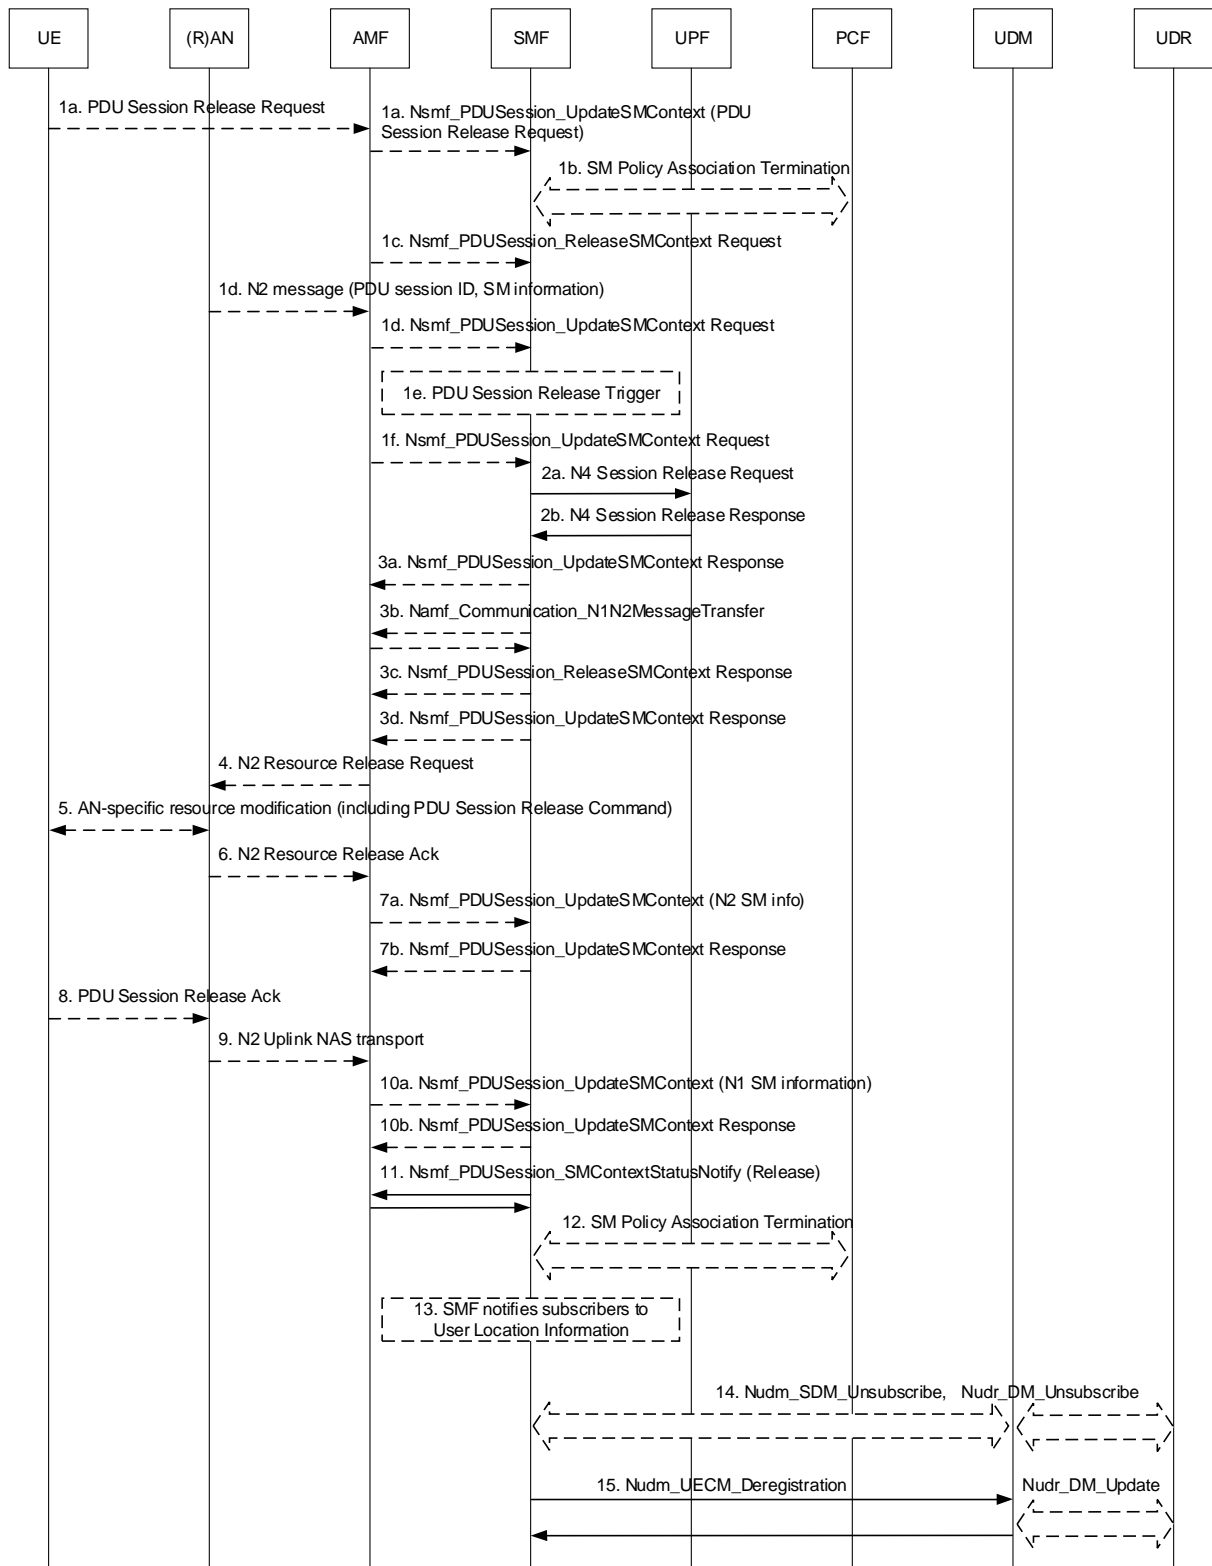 UE
(R)AN
AMF
SMF
UPF
PCF
UDM
UDR
1a. PDU Session Release Request
1a. Nsmf_PDUSession_UpdateSMContext (PDU
Session Release Request)
1b. SM Policy Association Termination
1c. Nsmf_PDUSession_ReleaseSMContext Request
1d. N2 message (PDU session ID, SM information)
1d. Nsmf_PDUSession_UpdateSMContext Request
1e. PDU Session Release Trigger
1f. Nsmf_PDUSession_UpdateSMContext Request
2a. N4 Session Release Request
2b. N4 Session Release Response
3a. Nsmf_PDUSession_UpdateSMContext Response
3b. Namf_Communication_N1N2MessageTransfer
3c. Nsmf_PDUSession_ReleaseSMContext Response
3d. Nsmf_PDUSession_UpdateSMContext Response
4. N2 Resource Release Request
5. AN-specific resource modification (including PDU Session Release Command)
6. N2 Resource Release Ack
7a. Nsmf_PDUSession_UpdateSMContext (N2 SM info)
7b. Nsmf_PDUSession_UpdateSMContext Response
8. PDU Session Release Ack
9. N2 Uplink NAS transport
10a. Nsmf_PDUSession_UpdateSMContext (N1 SM information)
10b. Nsmf_PDUSession_UpdateSMContext Response
11. Nsmf_PDUSession_SMContextStatusNotify (Release)
12. SM Policy Association Termination
13. SMF notifies subscribers to
User Location Information
14. Nudm_SDM_Unsubscribe, Nudr_DM_Unsubscribe
15. Nudm_UECM_Deregistration
Nudr_DM_Update